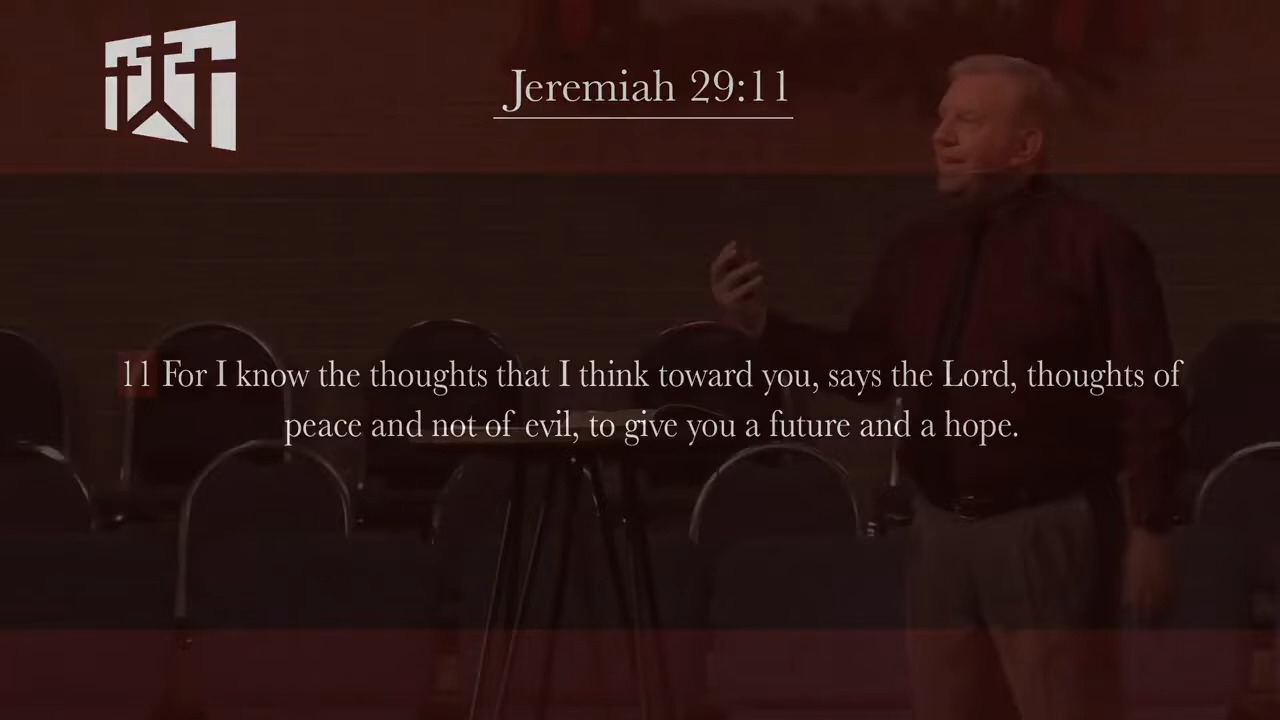 Jeremiah 29:11
11 For I know the thoughts that I think toward you, says the Lord, thoughts of
peace and not of evil, to give you a future and a hope.